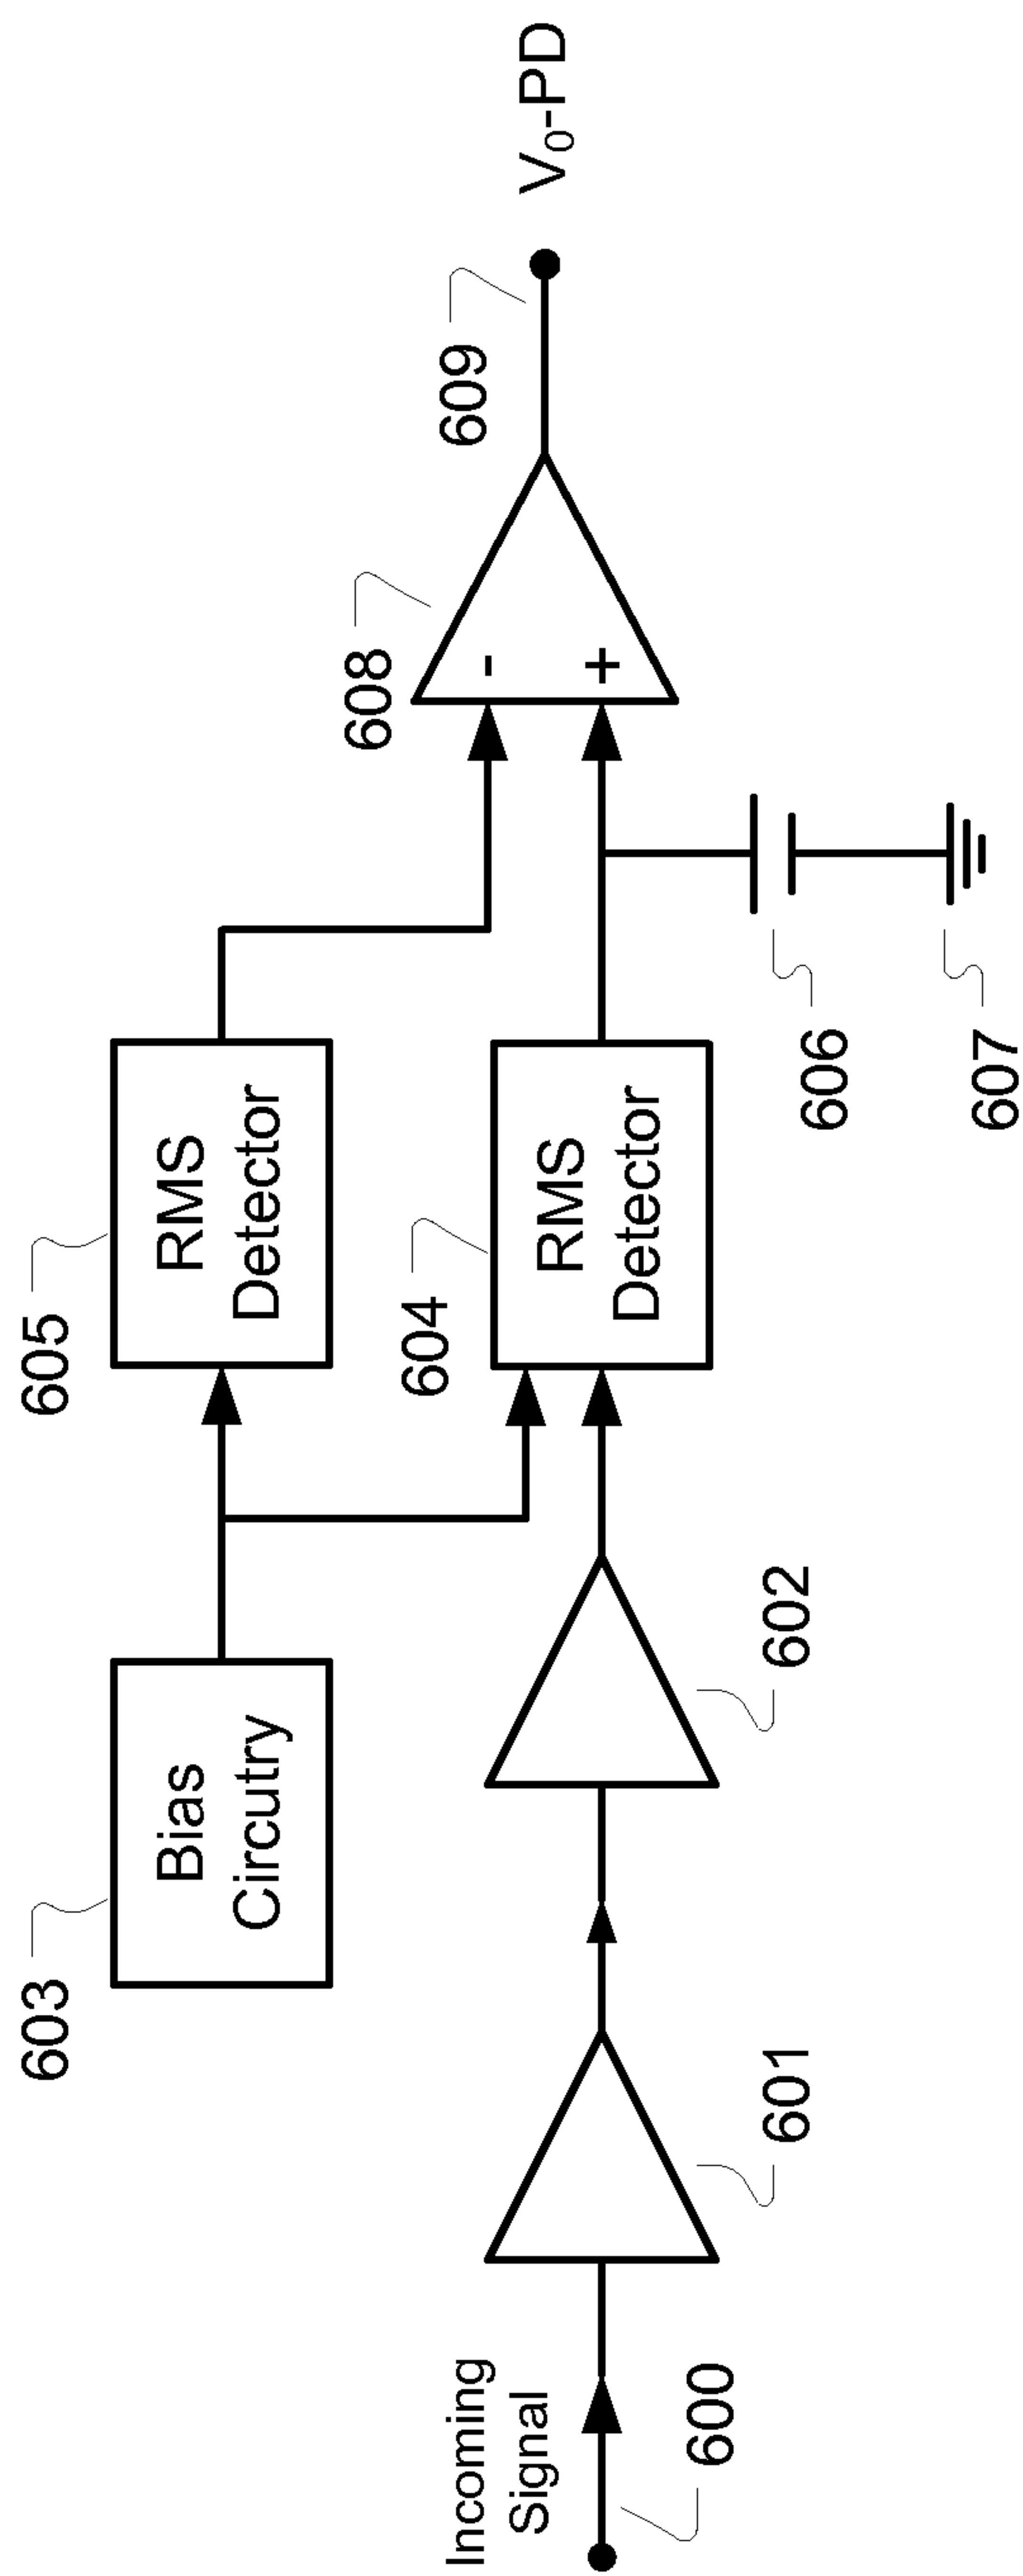 603
Bias
Circutry
605
RMS
Detector
604
RMS
Detector
608
-
+
609
V₀-PD
Incoming
Signal
600
601
602
606
607